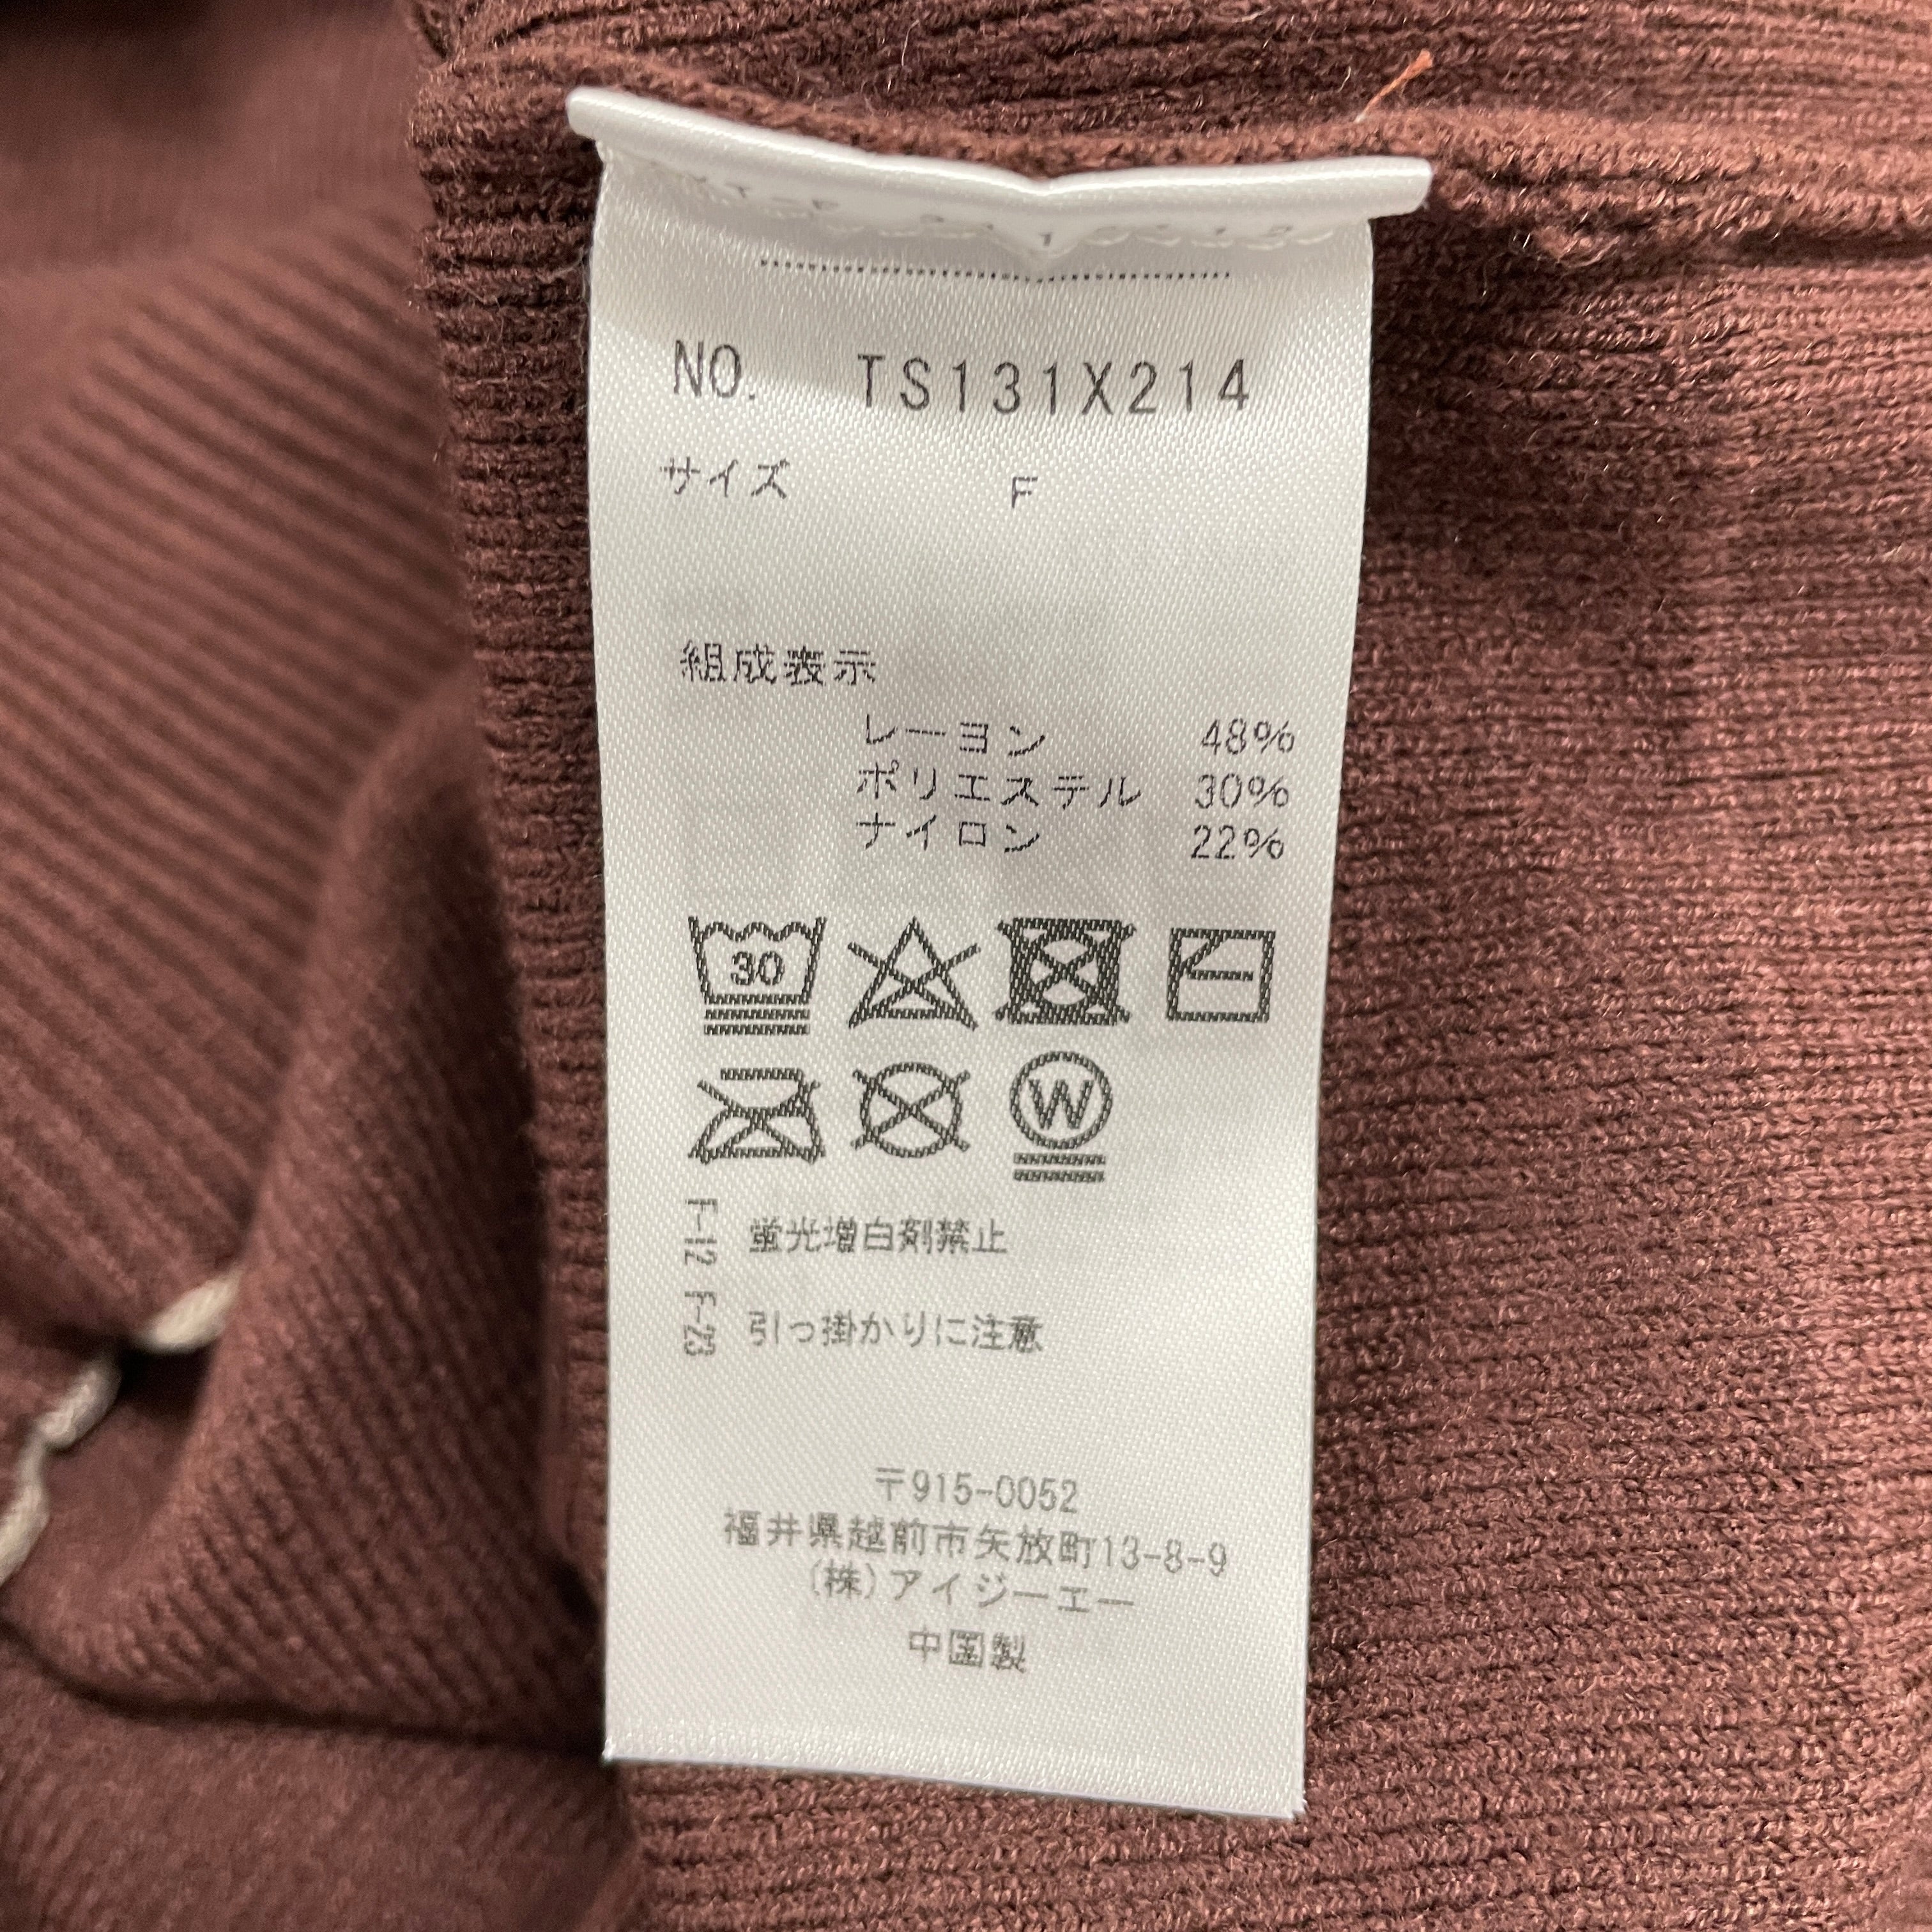 NO. TS131X214
サイズ F
組成表示
レーヨン 48%
ポリエステル 30%
ナイロン 22%
30
W
F-12 F-23
蛍光増白剤禁止
引っ掛かりに注意
〒915-0052
福井県越前市矢放町13-8-9
(株)アイジーエー
中国製